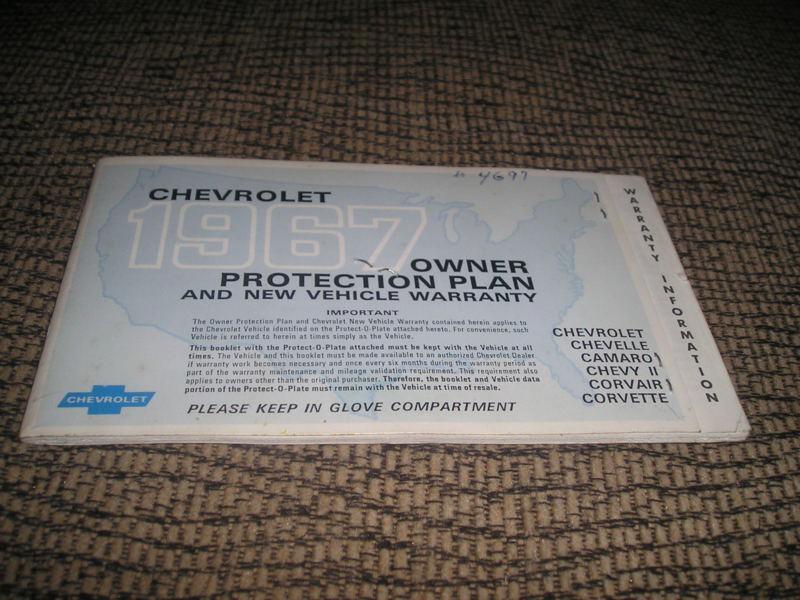 4697
CHEVROLET
1967
OWNER
PROTECTION PLAN
AND NEW VEHICLE WARRANTY
IMPORTANT
The Owner Protection Plan and Chevrolet New Vehicle Warranty contained herein applies to
the Chevrolet Vehicle identified on the Protect-O-Plate attached hereto. For convenience, such
Vehicle is referred to herein at times simply as the Vehicle.
This booklet with the Protect-O-Plate attached must be kept with the Vehicle at all
times. The Vehicle and this booklet must be made available to an authorized Chevrolet Dealer
if warranty work becomes necessary and once every six months during the warranty period as
part of the warranty maintenance and mileage validation requirement. This requirement also
applies to owners other than the original purchaser. Therefore, the booklet and Vehicle data
portion of the Protect-O-Plate must remain with the Vehicle at time of resale.
PLEASE KEEP IN GLOVE COMPARTMENT
CHEVROLET
CHEVROLET
CHEVELLE
CAMARO
CHEVY II
CORVAIR
CORVETTE
WARRANTY INFORMATION